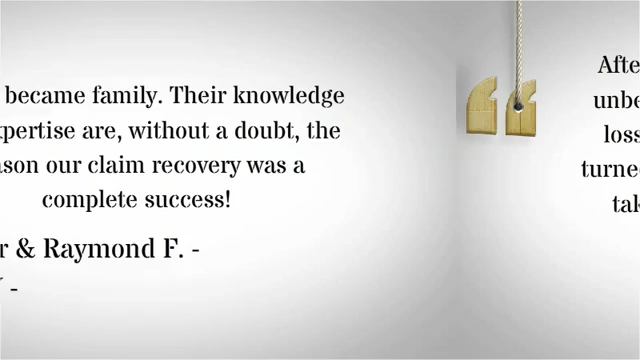 became family. Their knowledge
xpertise are, without a doubt, the
ason our claim recovery was a
complete success!
r & Raymond F. -
-
Afte
unbe
loss
turned
tak